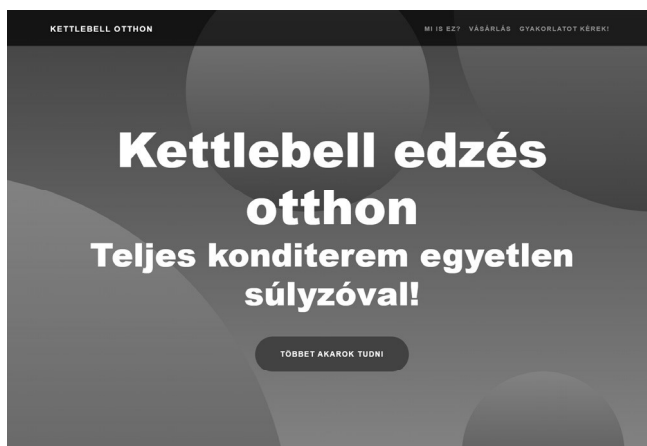 KETTLEBELL OTTHON
MI IS EZ? VÁSÁRLÁS GYAKORLATOT KÉREK!
Kettlebell edzés
otthon
Teljes konditerem egyetlen
súlyzóval!
TÖBBET AKAROK TUDNI